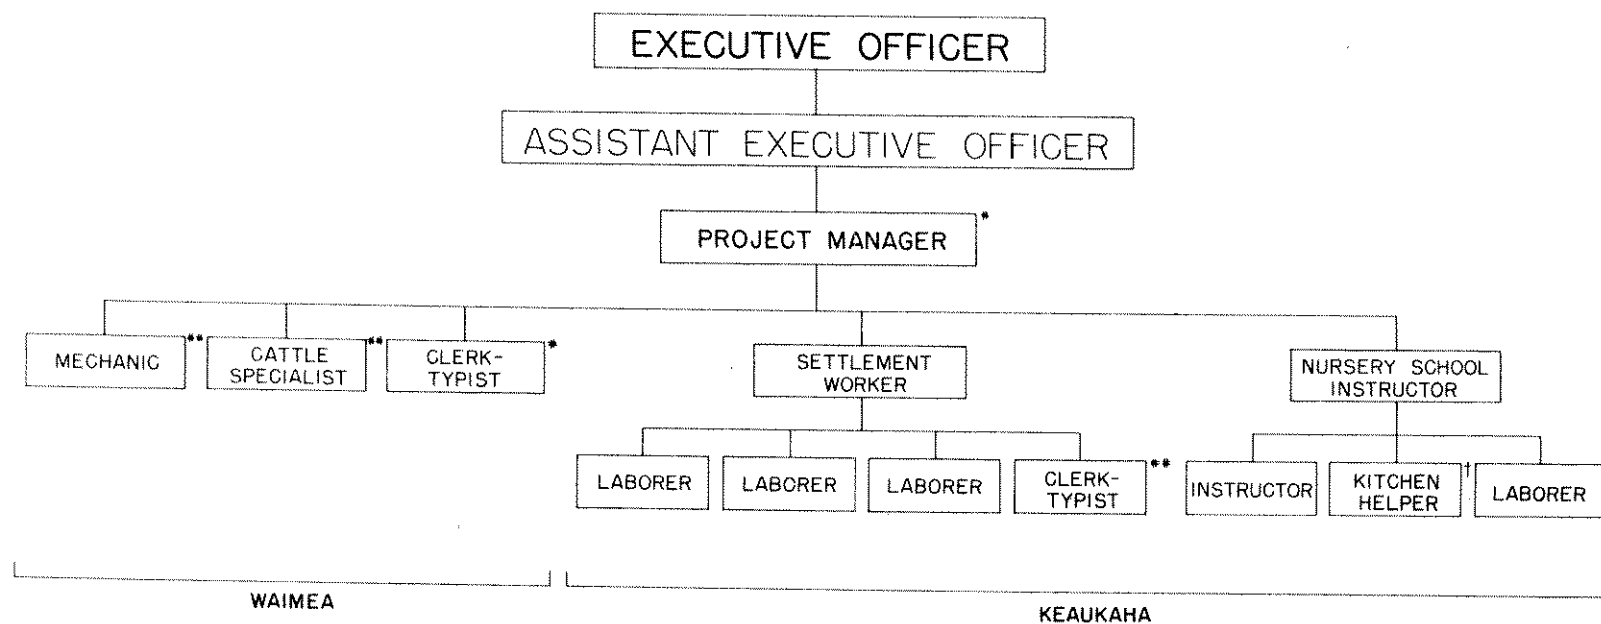 EXECUTIVE OFFICER
ASSISTANT EXECUTIVE OFFICER
PROJECT MANAGER*
MECHANIC**
CATTLE
SPECIALIST**
CLERK-
TYPIST*
SETTLEMENT
WORKER
NURSERY SCHOOL
INSTRUCTOR
LABORER
LABORER
LABORER
CLERK-
TYPIST**
INSTRUCTOR
KITCHEN
HELPER†
LABORER
WAIMEA
KEAUKAHA